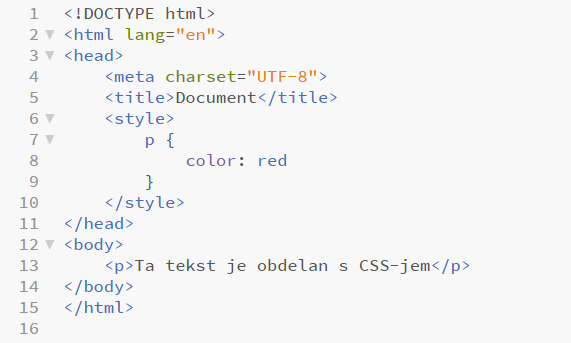 1 <!DOCTYPE html>
2 <html lang="en">
3 <head>
4     <meta charset="UTF-8">
5     <title>Document</title>
6     <style>
7         p {
8             color: red
9         }
10     </style>
11 </head>
12 <body>
13     <p>Ta tekst je obdelan s CSS-jem</p>
14 </body>
15 </html>
16